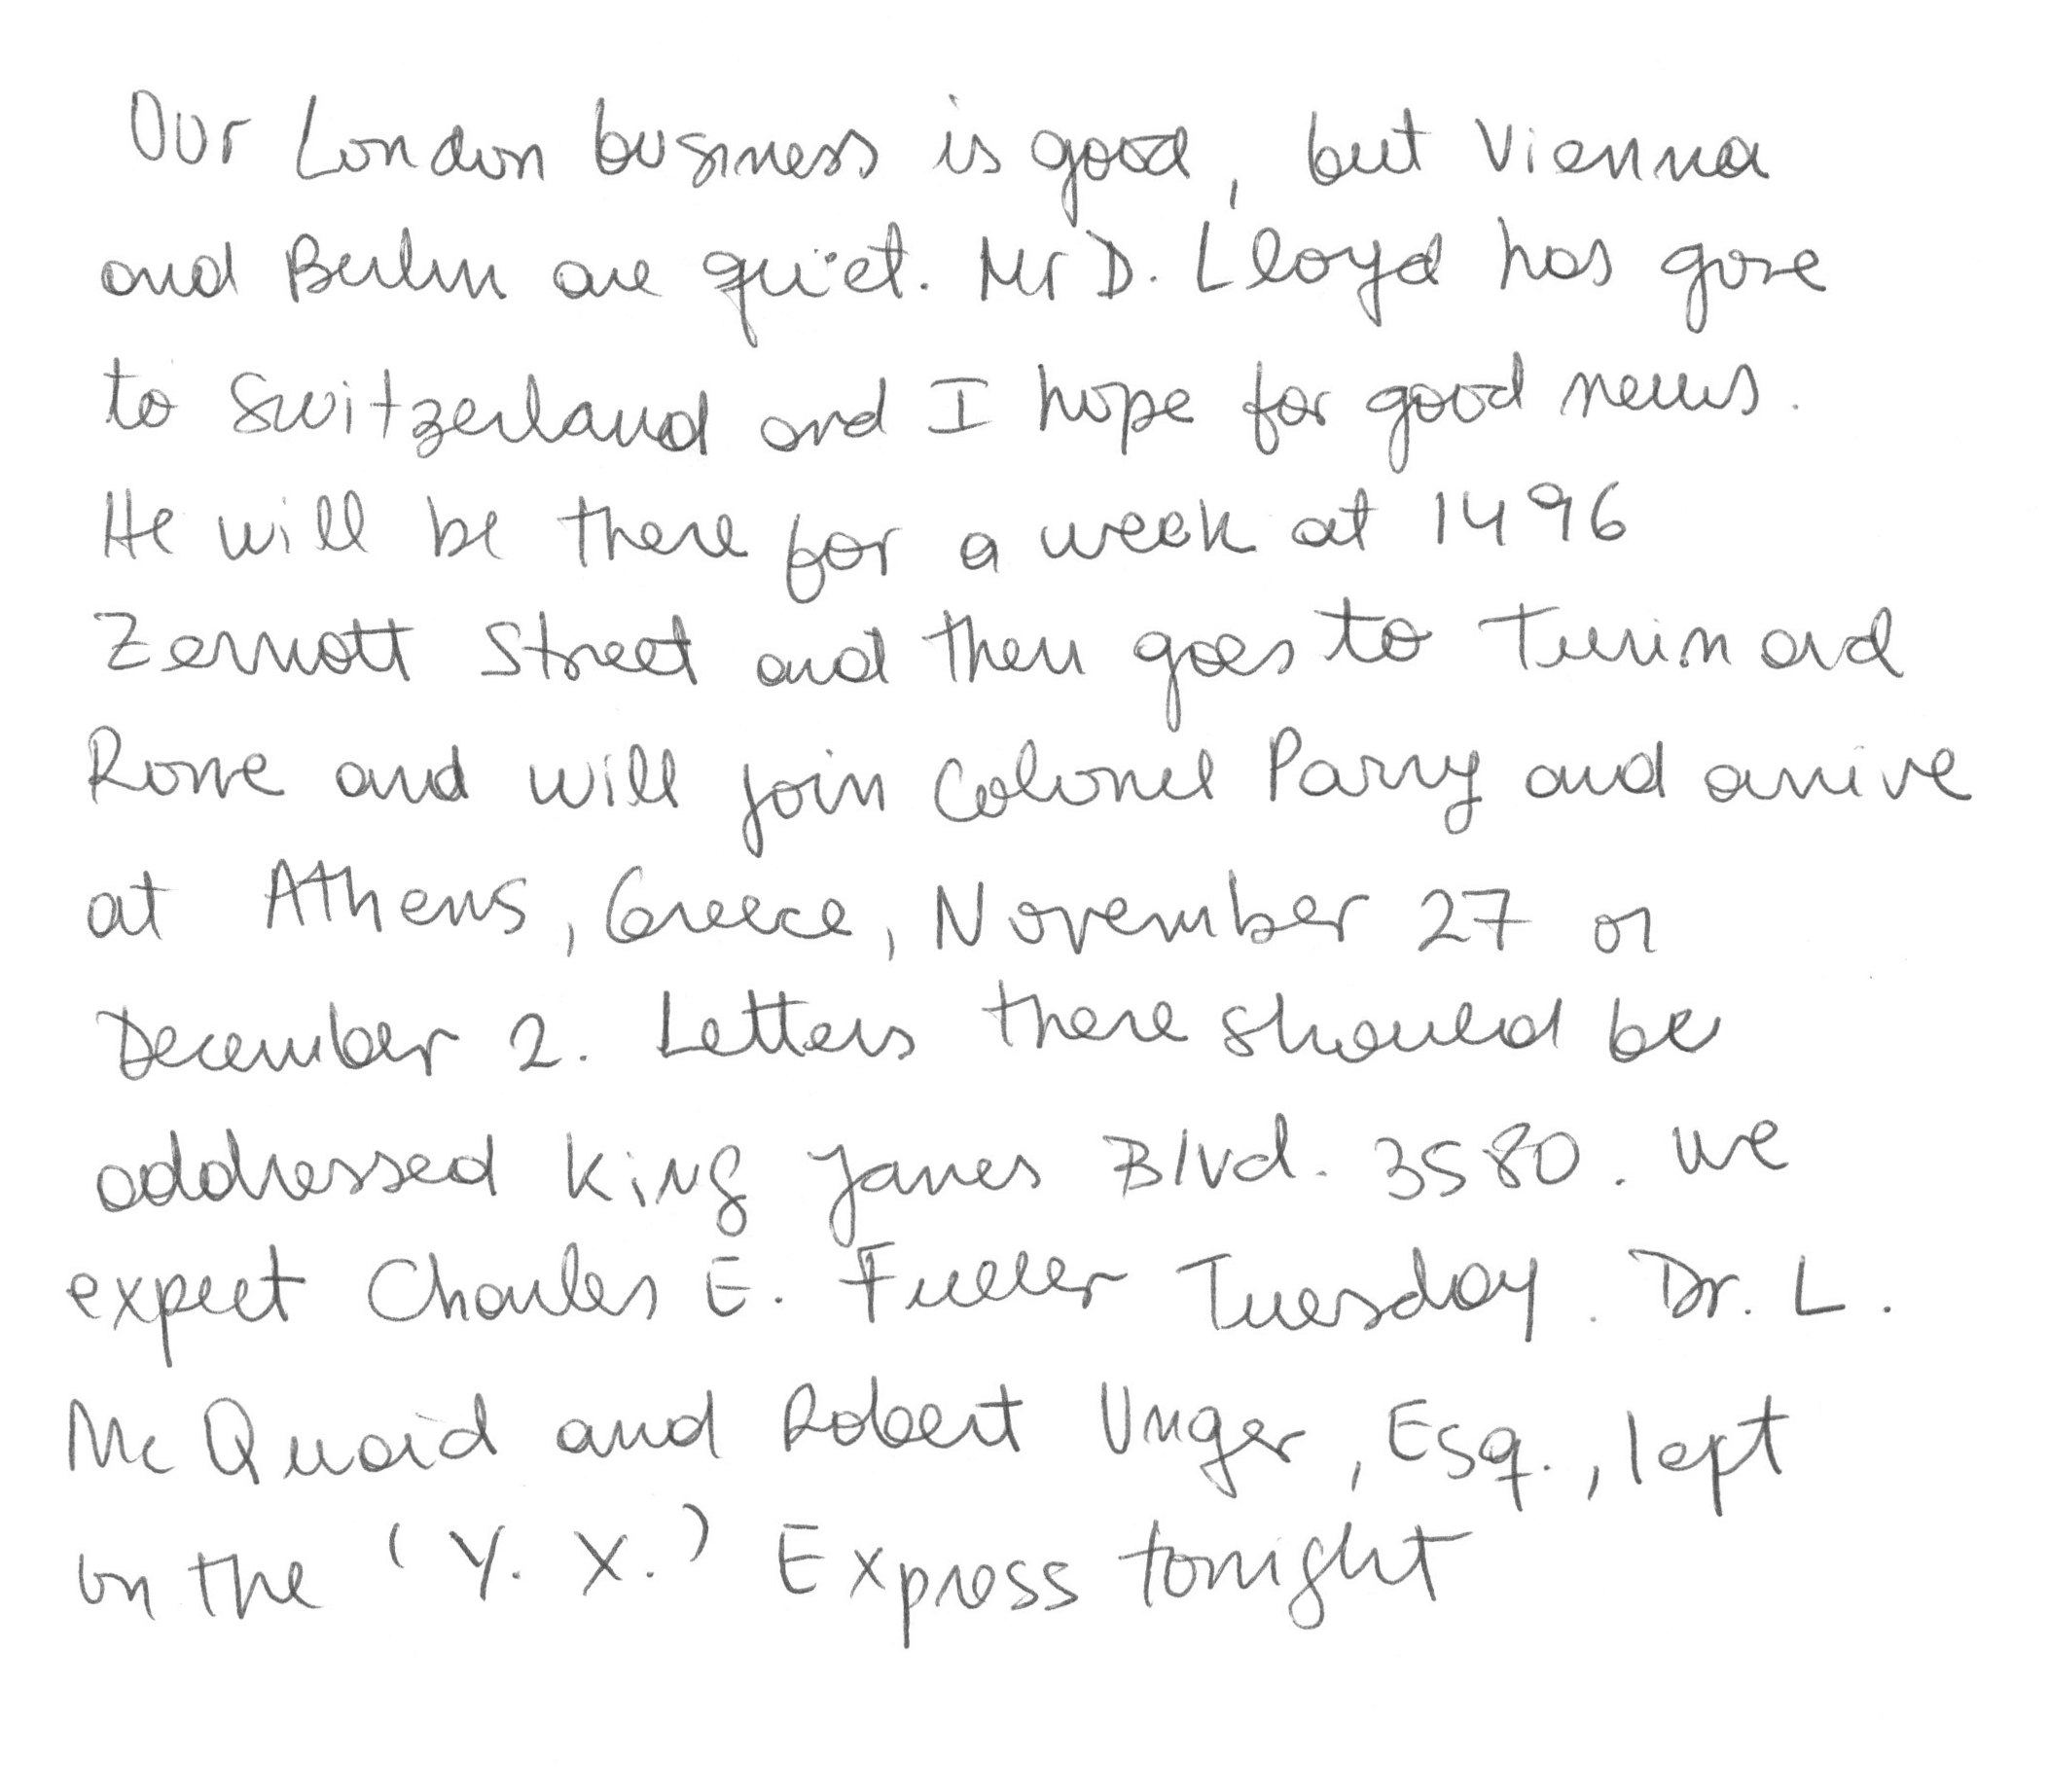 Our London business is good, but Vienna
and Berlin are quiet. Mr D. Lloyd has gone
to Switzerland and I hope for good news.
He will be there for a week at 1496
Zermott Street and then goes to Turin and
Rome and will join Colonel Parry and arrive
at Athens, Greece, November 27 or
December 2. Letters there should be
addressed King James Blvd. 3580. We
expect Charles E. Fuller Tuesday. Dr. L.
Mc Quaid and Robert Unger, Esq., left
on the 'Y. X.' Express tonight